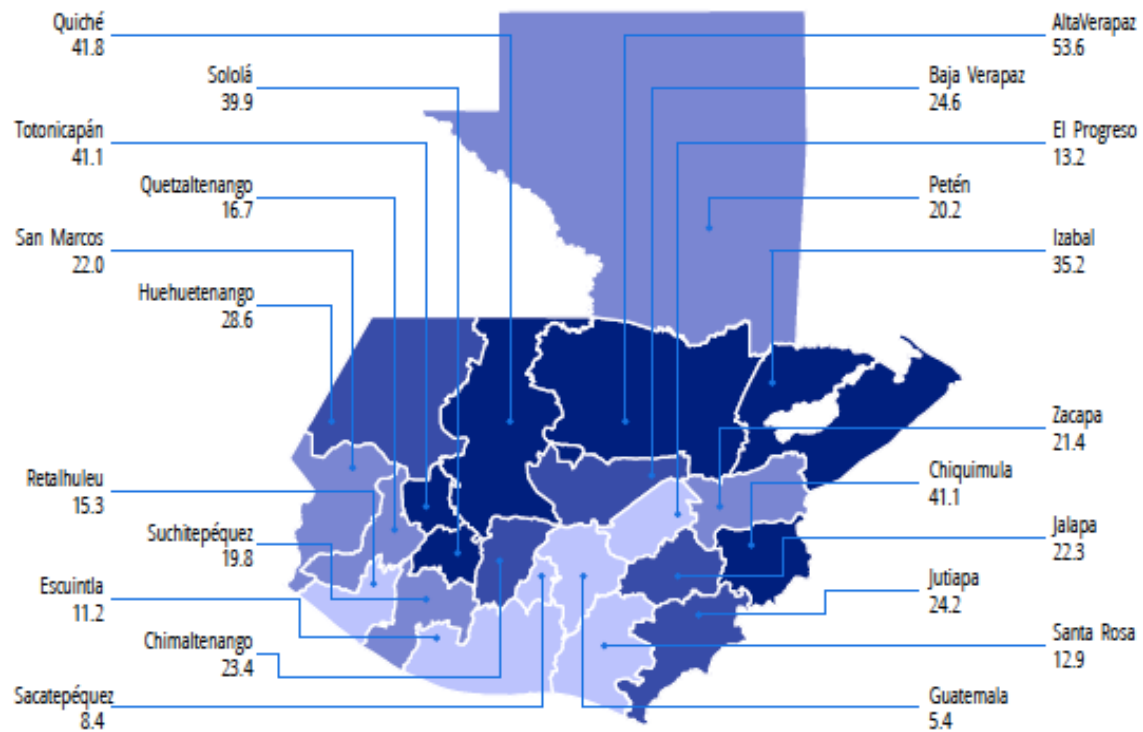 Quiché
41.8
Sololá
39.9
Totonicapán
41.1
Quetzaltenango
16.7
San Marcos
22.0
Huehuetenango
28.6
Retalhuleu
15.3
Suchitepéquez
19.8
Escuintla
11.2
Chimaltenango
23.4
Sacatepéquez
8.4
AltaVerapaz
53.6
Baja Verapaz
24.6
El Progreso
13.2
Petén
20.2
Izabal
35.2
Zacapa
21.4
Chiquimula
41.1
Jalapa
22.3
Jutiapa
24.2
Santa Rosa
12.9
Guatemala
5.4